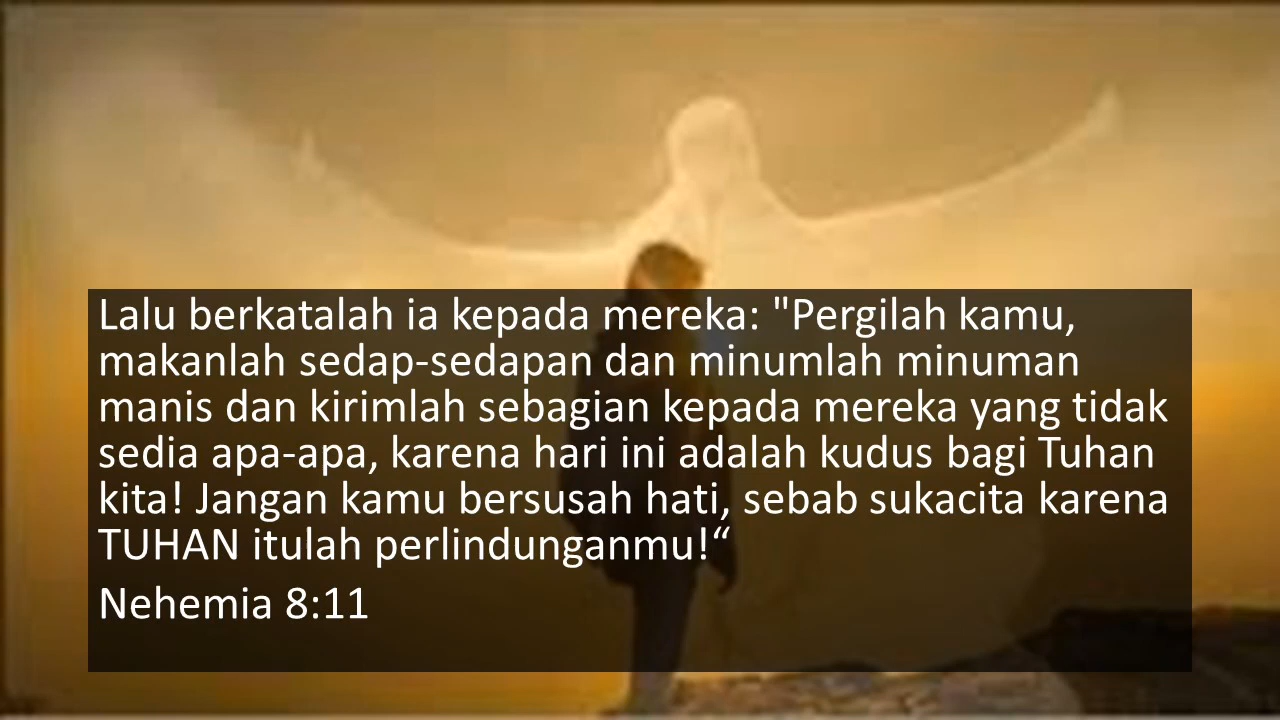 Lalu berkatalah ia kepada mereka: "Pergilah kamu,
makanlah sedap-sedapan dan minumlah minuman
manis dan kirimlah sebagian kepada mereka yang tidak
sedia apa-apa, karena hari ini adalah kudus bagi Tuhan
kita! Jangan kamu bersusah hati, sebab sukacita karena
TUHAN itulah perlindunganmu!“
Nehemia 8:11